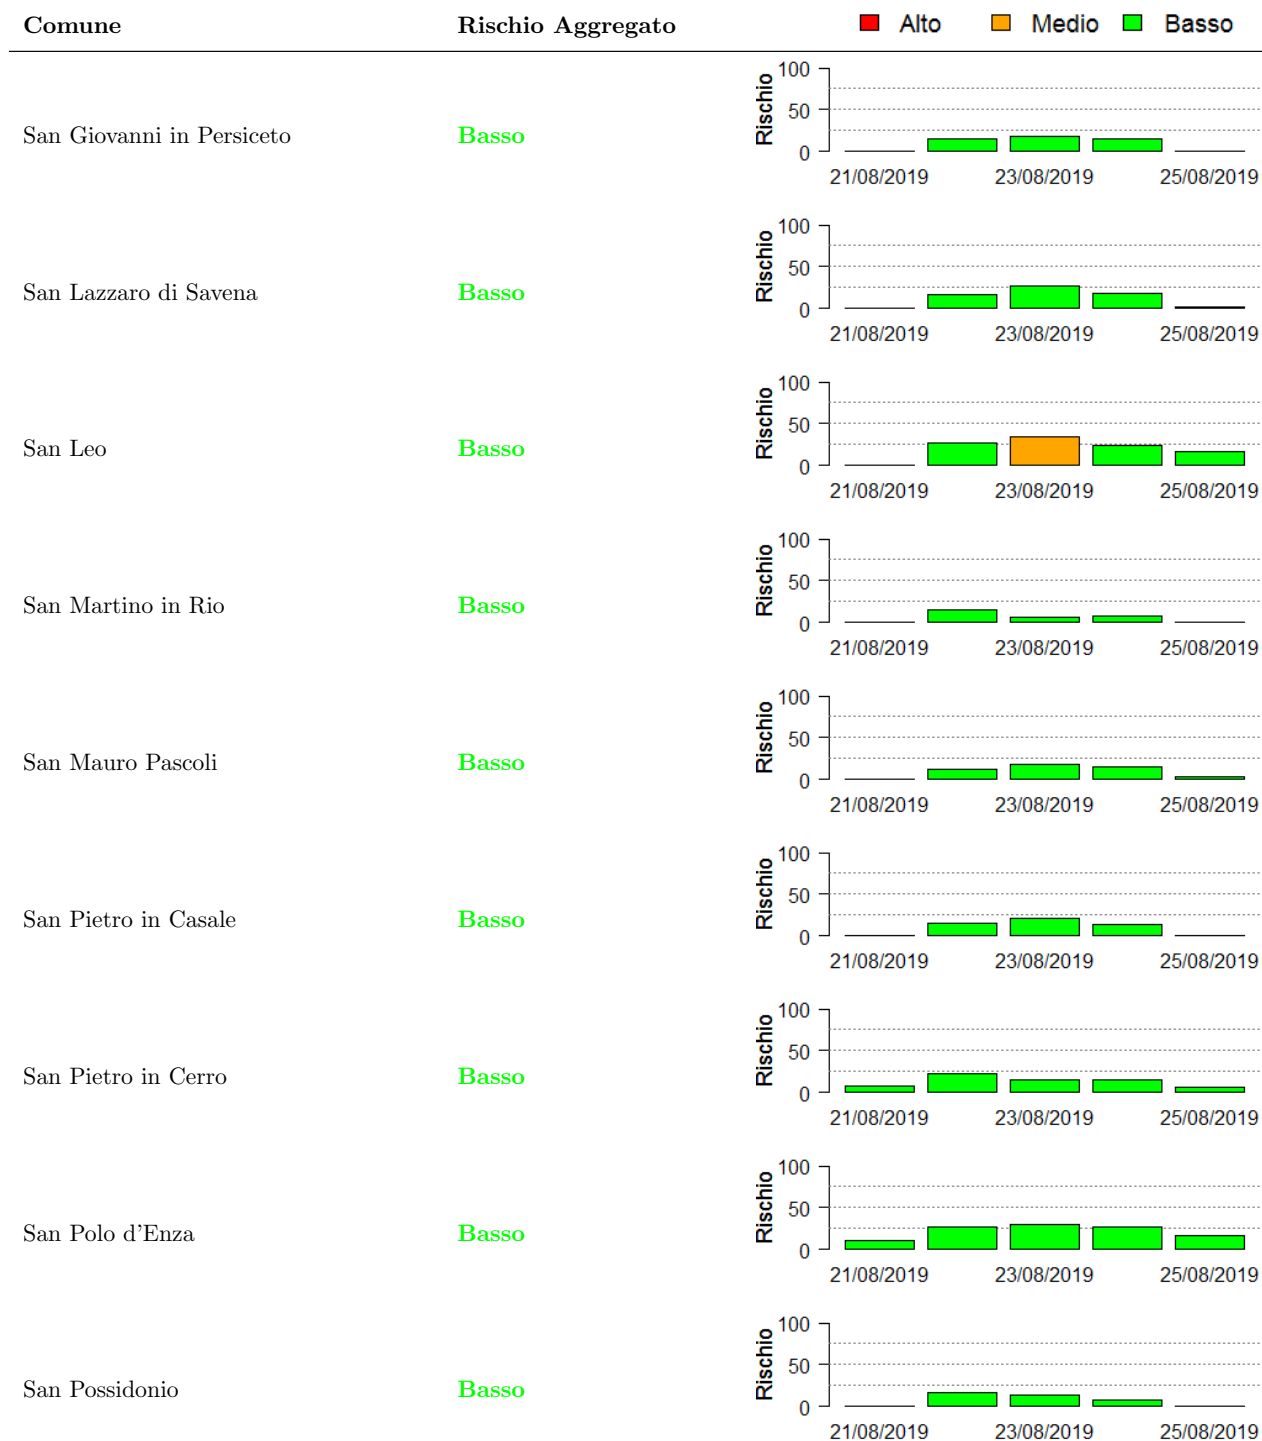 Comune Rischio Aggregato Alto Medio Basso
100
50
0
Rischio
San Giovanni in Persiceto Basso
21/08/2019 23/08/2019 25/08/2019
100
50
0
Rischio
San Lazzaro di Savena Basso
21/08/2019 23/08/2019 25/08/2019
100
50
0
Rischio
San Leo Basso
21/08/2019 23/08/2019 25/08/2019
100
50
0
Rischio
San Martino in Rio Basso
21/08/2019 23/08/2019 25/08/2019
100
50
0
Rischio
San Mauro Pascoli Basso
21/08/2019 23/08/2019 25/08/2019
100
50
0
Rischio
San Pietro in Casale Basso
21/08/2019 23/08/2019 25/08/2019
100
50
0
Rischio
San Pietro in Cerro Basso
21/08/2019 23/08/2019 25/08/2019
100
50
0
Rischio
San Polo d'Enza Basso
21/08/2019 23/08/2019 25/08/2019
100
50
0
Rischio
San Possidonio Basso
21/08/2019 23/08/2019 25/08/2019